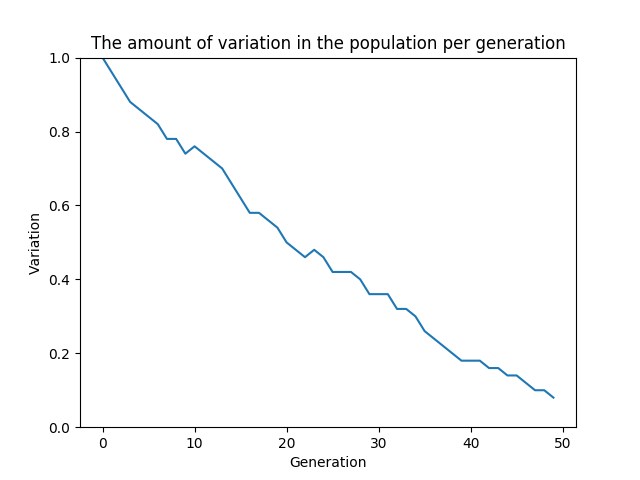 The amount of variation in the population per generation
1.0
0.8
0.6
0.4
0.2
0.0
Variation
0 10 20 30 40 50
Generation